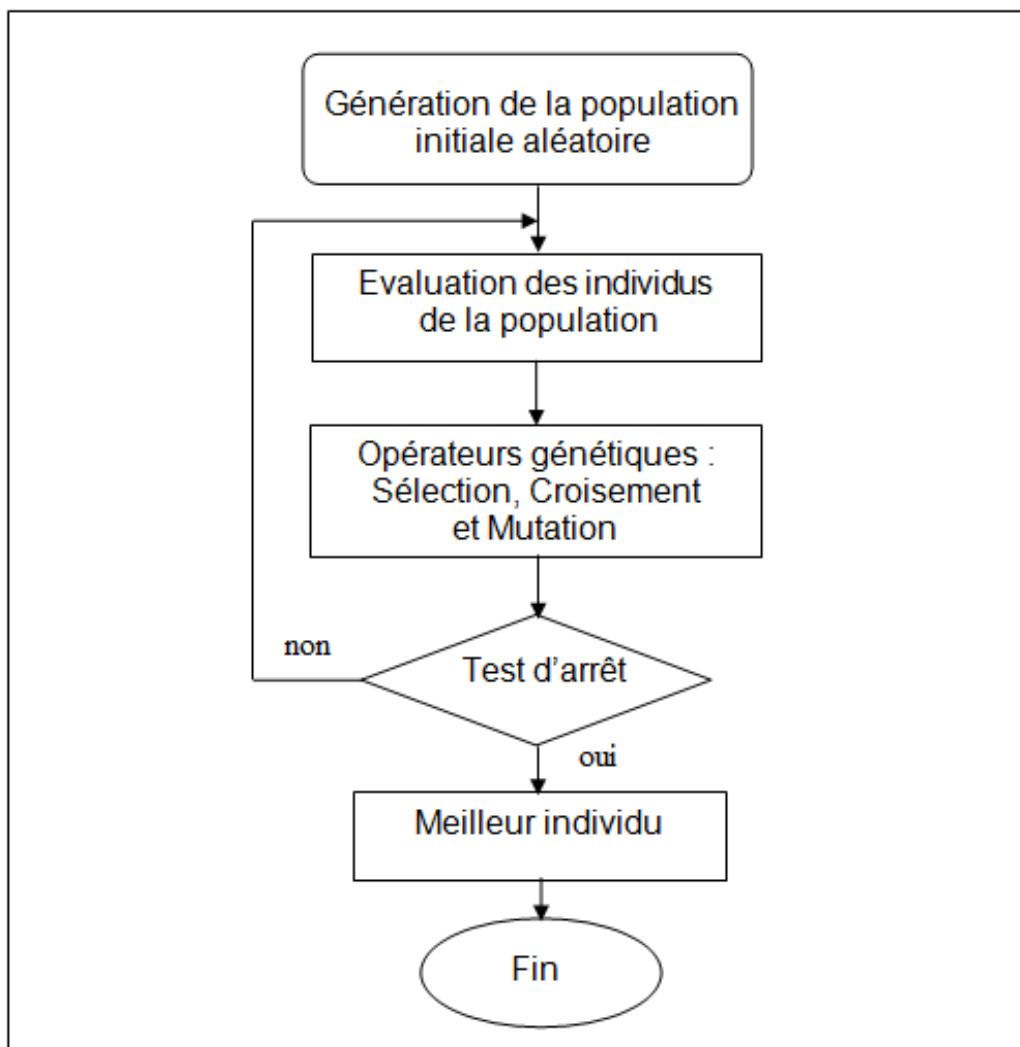 Génération de la population
initiale aléatoire
Evaluation des individus
de la population
Opérateurs génétiques :
Sélection, Croisement
et Mutation
non
Test d’arrêt
oui
Meilleur individu
Fin